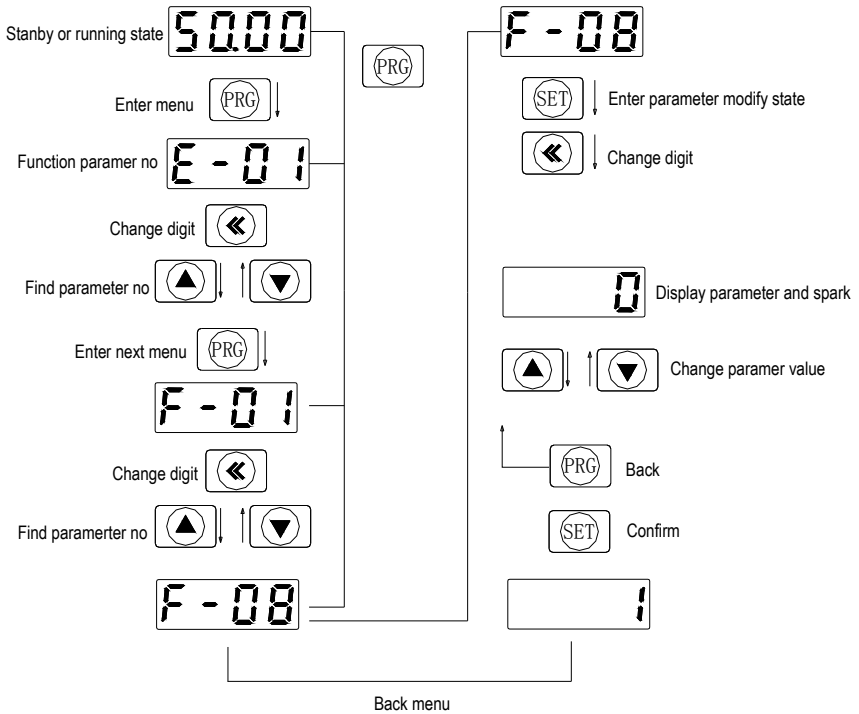 Stanby or running state
50.00
PRG
Enter menu
PRG
Function paramer no
E-01
Change digit
Find parameter no
Enter next menu
PRG
F-01
Change digit
Find paramerter no
F-08
F-08
SET
Enter parameter modify state
Change digit
0
Display parameter and spark
Change paramer value
PRG
Back
SET
Confirm
1
Back menu